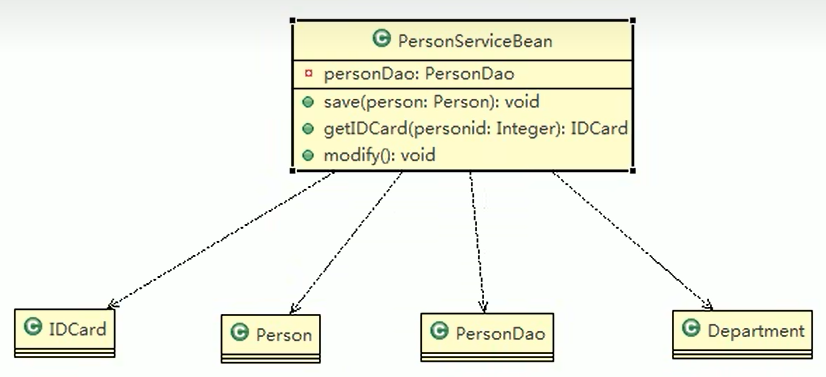 C PersonServiceBean
personDao: PersonDao
save(person: Person): void
getIDCard(personid: Integer): IDCard
modify(): void
C IDCard
C Person
C PersonDao
C Department